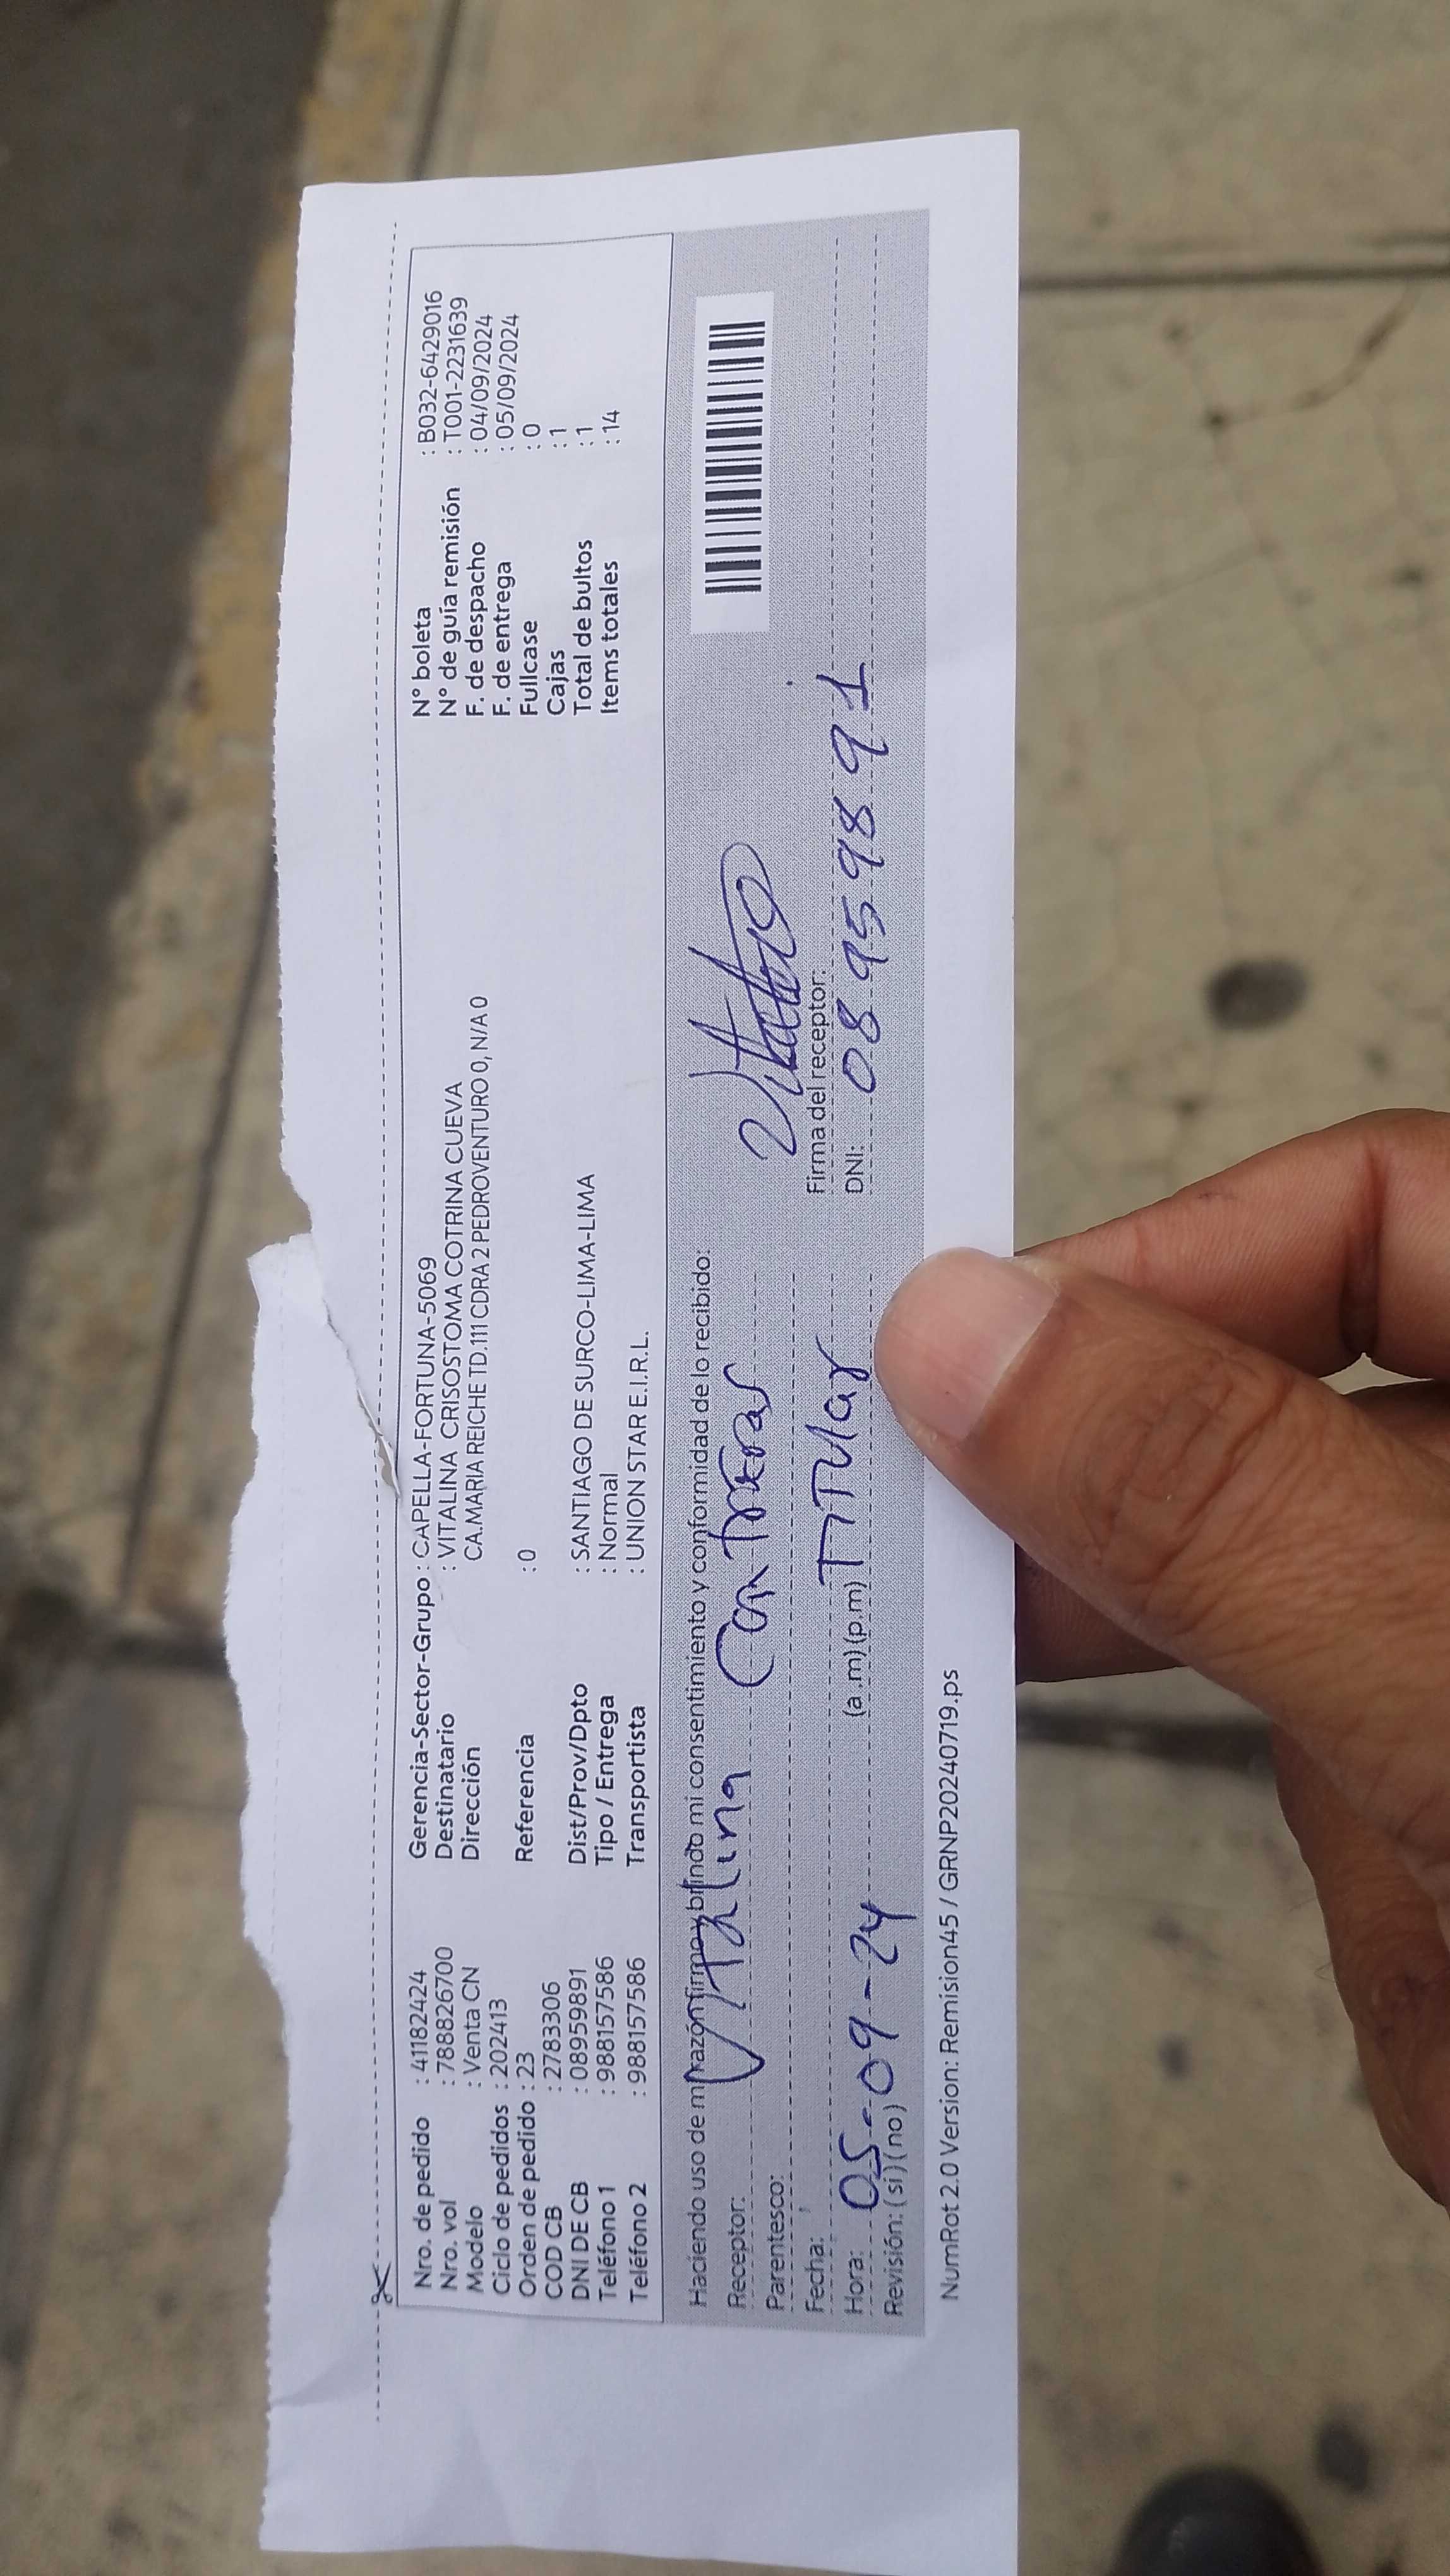 Nro. de pedido : 41182424
Nro. vol : 7888826700
Modelo : Venta CN
Ciclo de pedidos : 202413
Orden de pedido : 23
COD CB : 2783306
DNI DE CB : 08959891
Teléfono 1 : 988157586
Teléfono 2 : 988157586
Gerencia-Sector-Grupo : CAPELLA-FORTUNA-5069
Destinatario : VITALINA CRISOSTOMA COTRINA CUEVA
Dirección CA.MARIA REICHE TD.111 CDRA 2 PEDROVENTURO 0, N/A 0
Referencia : 0
Dist/Prov/Dpto : SANTIAGO DE SURCO-LIMA-LIMA
Tipo / Entrega : Normal
Transportista : UNION STAR E.I.R.L.
N° boleta : B032-6429016
N° de guía remisión : T001-2231639
F. de despacho : 04/09/2024
F. de entrega : 05/09/2024
Fullcase : 0
Cajas : 1
Total de bultos : 1
Items totales : 14
Haciendo uso de mi razón firmo y brindo mi consentimiento y conformidad de lo recibido:
Receptor: Vitalina
Parentesco:
Fecha:
Hora: 05-09-24 (a.m)(p.m) TiTular
Revisión: (si)(no)
Firma del receptor:
DNI: 08959891
NumRot 2.0 Version: Remision45 / GRNP20240719.ps